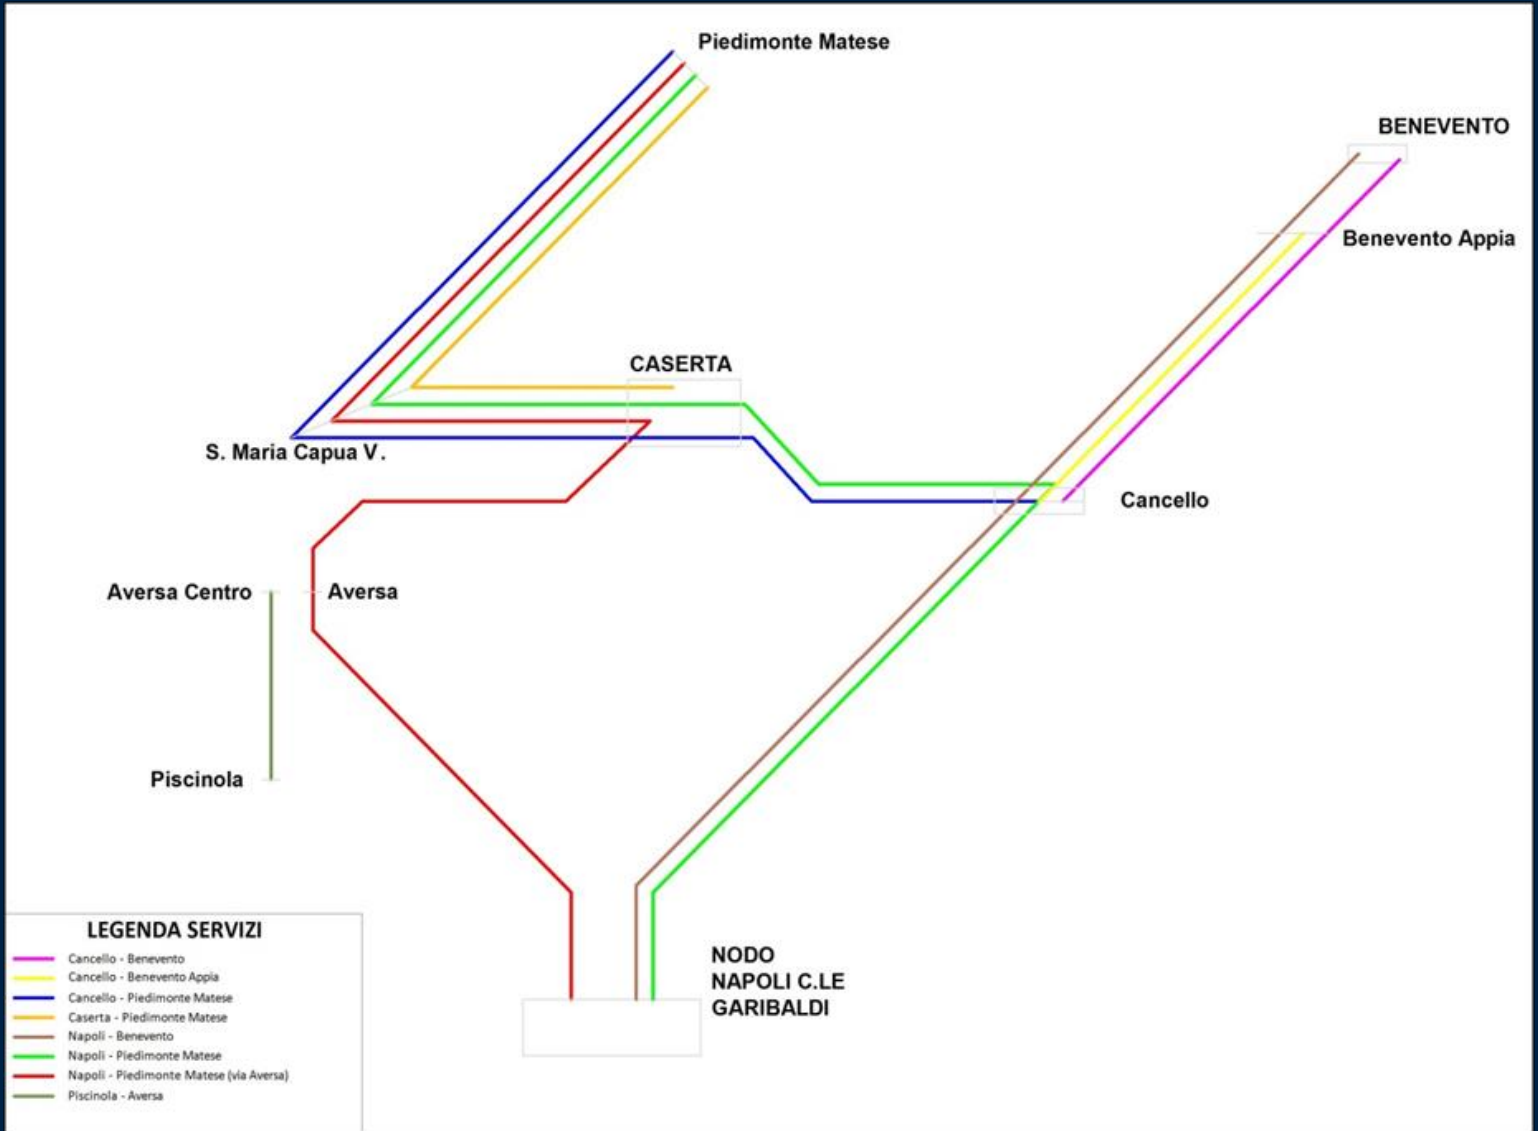 Piedimonte Matese
BENEVENTO
Benevento Appia
CASERTA
S. Maria Capua V.
Cancello
Aversa Centro
Aversa
Piscinola
NODO
NAPOLI C.LE
GARIBALDI
LEGENDA SERVIZI
Cancello - Benevento
Cancello - Benevento Appia
Cancello - Piedimonte Matese
Caserta - Piedimonte Matese
Napoli - Benevento
Napoli - Piedimonte Matese
Napoli - Piedimonte Matese (via Aversa)
Piscinola - Aversa